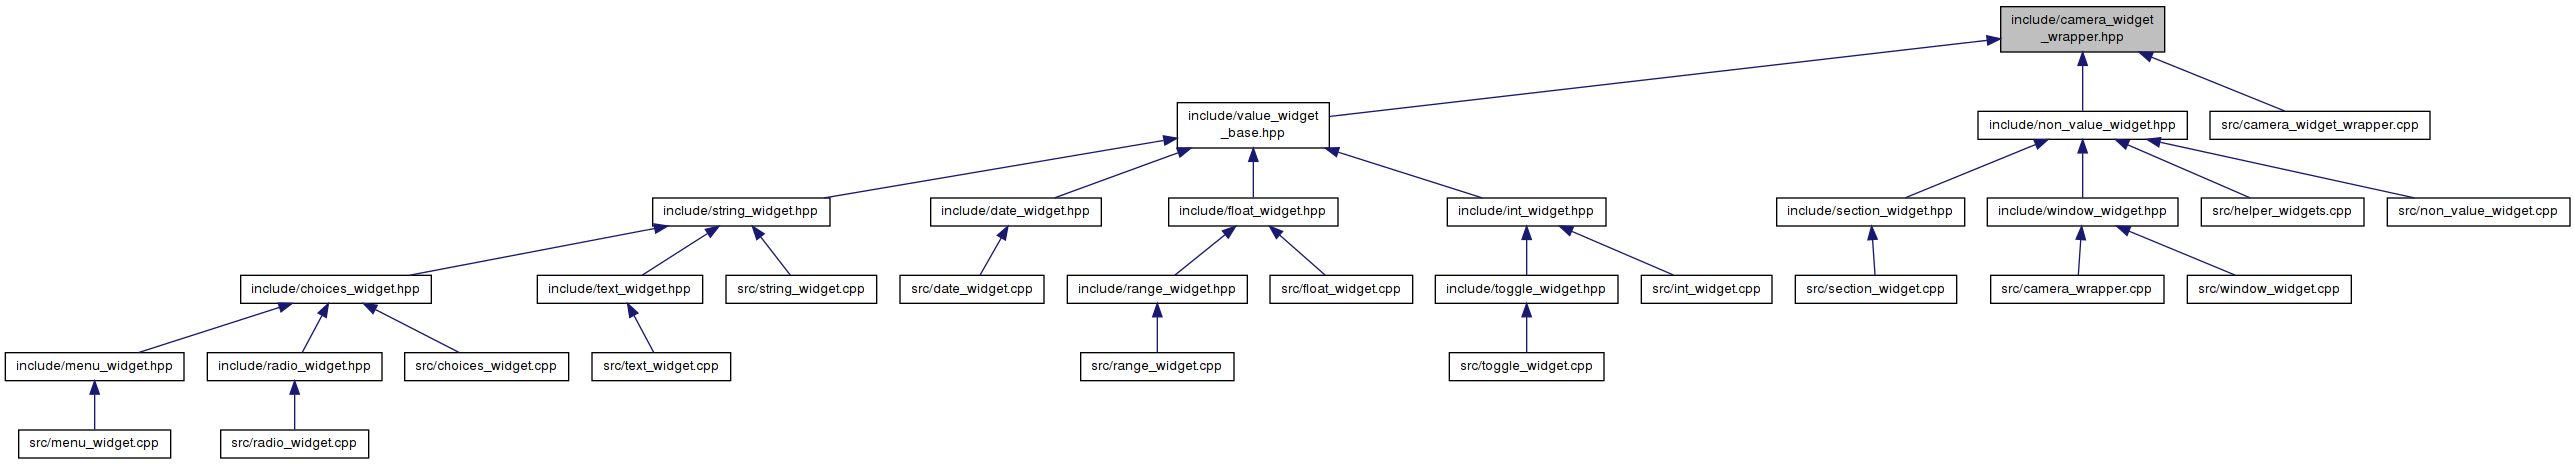 include/camera_widget
_wrapper.hpp
include/value_widget
_base.hpp
include/non_value_widget.hpp
src/camera_widget_wrapper.cpp
include/string_widget.hpp
include/date_widget.hpp
include/float_widget.hpp
include/int_widget.hpp
include/section_widget.hpp
include/window_widget.hpp
src/helper_widgets.cpp
src/non_value_widget.cpp
include/choices_widget.hpp
include/text_widget.hpp
src/string_widget.cpp
src/date_widget.cpp
include/range_widget.hpp
src/float_widget.cpp
include/toggle_widget.hpp
src/int_widget.cpp
src/section_widget.cpp
src/camera_wrapper.cpp
src/window_widget.cpp
include/menu_widget.hpp
include/radio_widget.hpp
src/choices_widget.cpp
src/text_widget.cpp
src/range_widget.cpp
src/toggle_widget.cpp
src/menu_widget.cpp
src/radio_widget.cpp